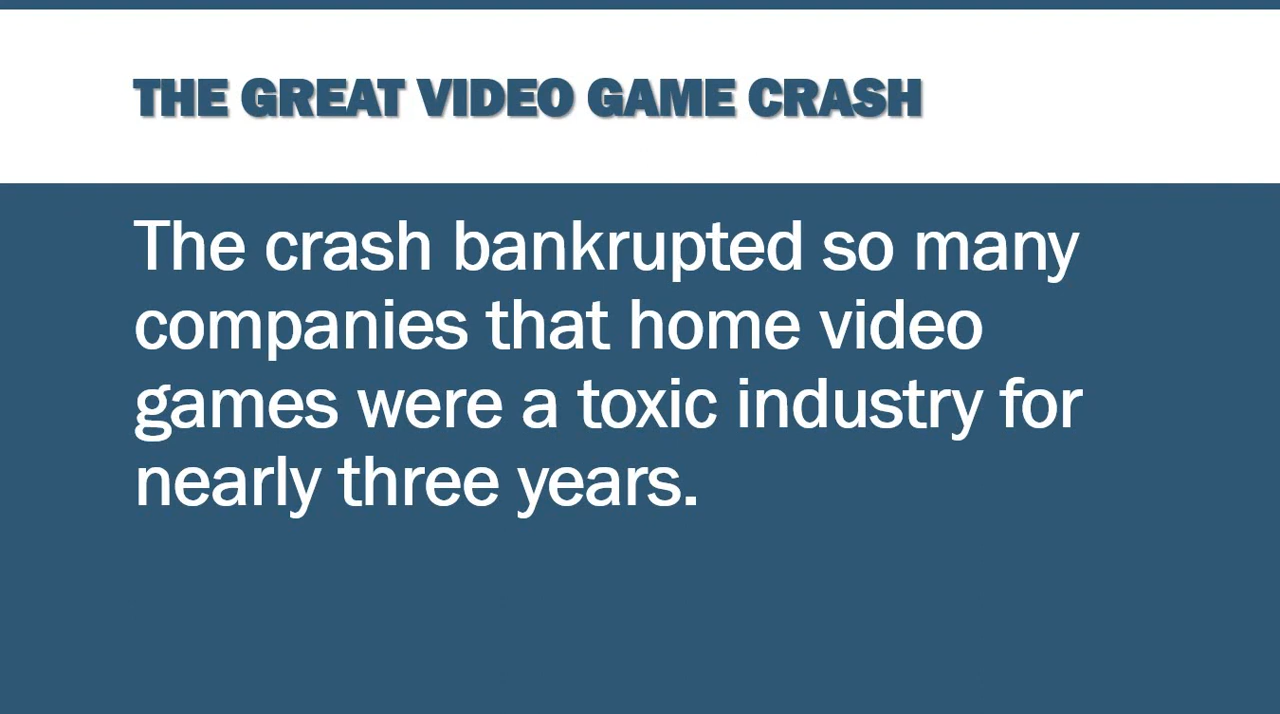 THE GREAT VIDEO GAME CRASH
The crash bankrupted so many
companies that home video
games were a toxic industry for
nearly three years.